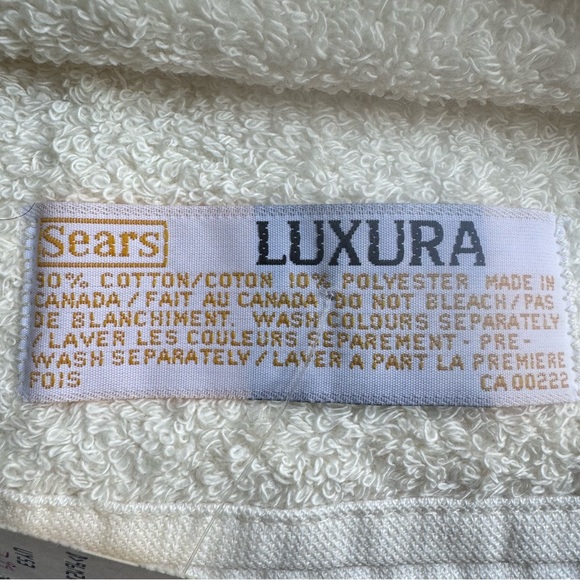 Sears LUXURA
90% COTTON/COTON 10% POLYESTER MADE IN
CANADA/FAIT AU CANADA. DO NOT BLEACH/PAS
DE BLANCHIMENT. WASH COLOURS SEPARATELY
/LAVER LES COULEURS SEPAREMENT-PRE-
WASH SEPARATELY/LAVER A PART LA PREMIERE
FOIS CA 00222